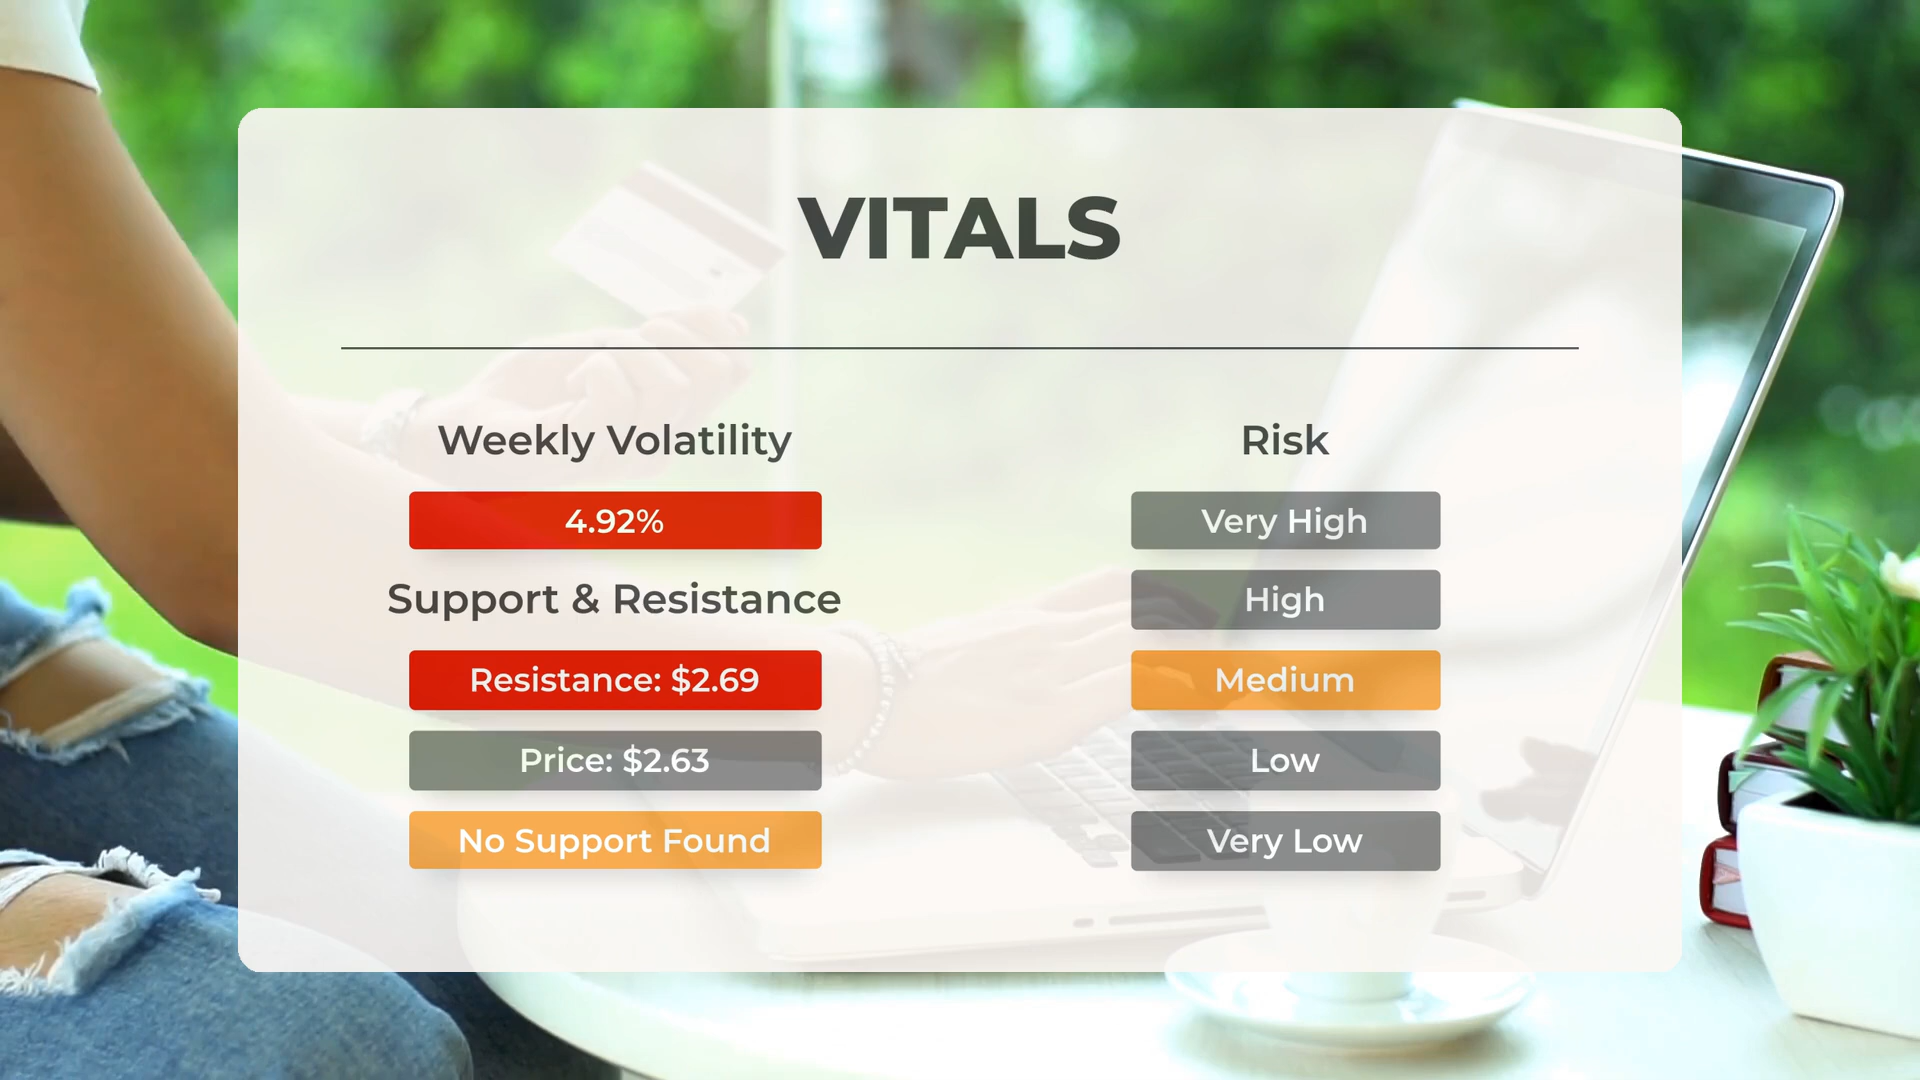 VITALS
Weekly Volatility
4.92%
Support & Resistance
Resistance: $2.69
Price: $2.63
No Support Found
Risk
Very High
High
Medium
Low
Very Low